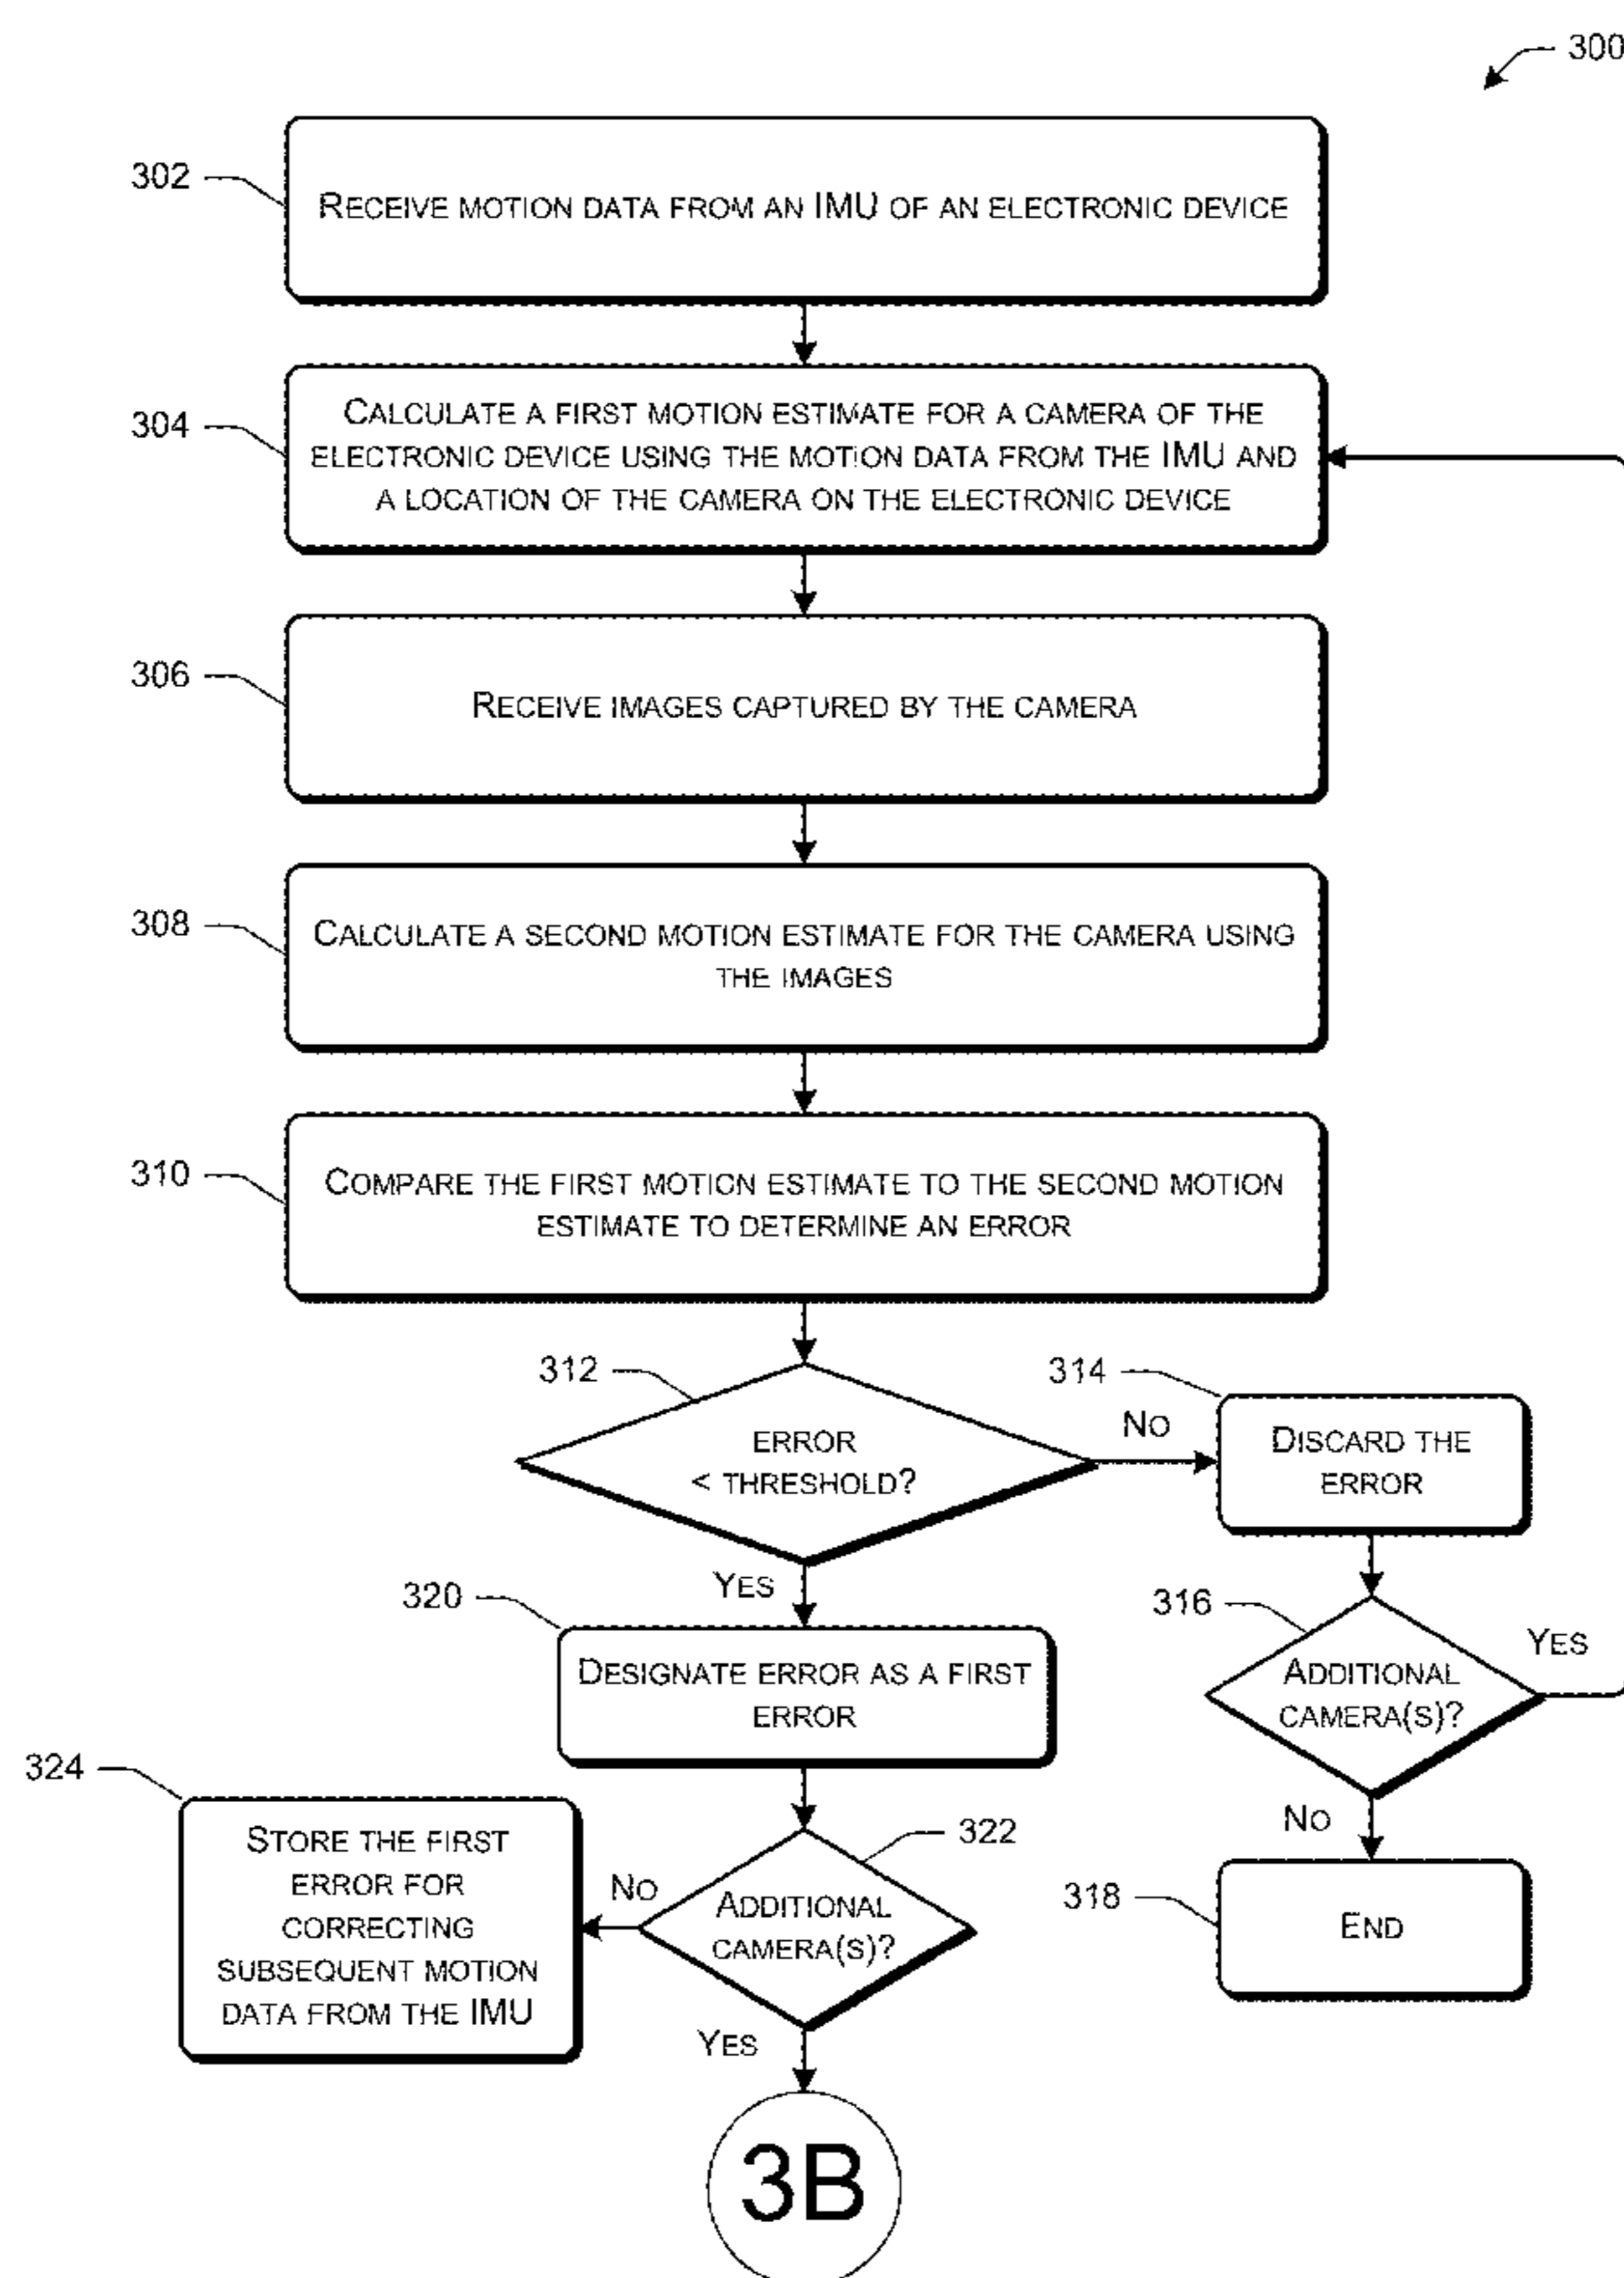 300
302
RECEIVE MOTION DATA FROM AN IMU OF AN ELECTRONIC DEVICE
304
CALCULATE A FIRST MOTION ESTIMATE FOR A CAMERA OF THE
ELECTRONIC DEVICE USING THE MOTION DATA FROM THE IMU AND
A LOCATION OF THE CAMERA ON THE ELECTRONIC DEVICE
306
RECEIVE IMAGES CAPTURED BY THE CAMERA
308
CALCULATE A SECOND MOTION ESTIMATE FOR THE CAMERA USING
THE IMAGES
310
COMPARE THE FIRST MOTION ESTIMATE TO THE SECOND MOTION
ESTIMATE TO DETERMINE AN ERROR
312
ERROR
< THRESHOLD?
NO
314
DISCARD THE
ERROR
YES
320
DESIGNATE ERROR AS A FIRST
ERROR
316
ADDITIONAL
CAMERA(S)?
YES
NO
318
END
322
ADDITIONAL
CAMERA(S)?
NO
324
STORE THE FIRST
ERROR FOR
CORRECTING
SUBSEQUENT MOTION
DATA FROM THE IMU
YES
3B